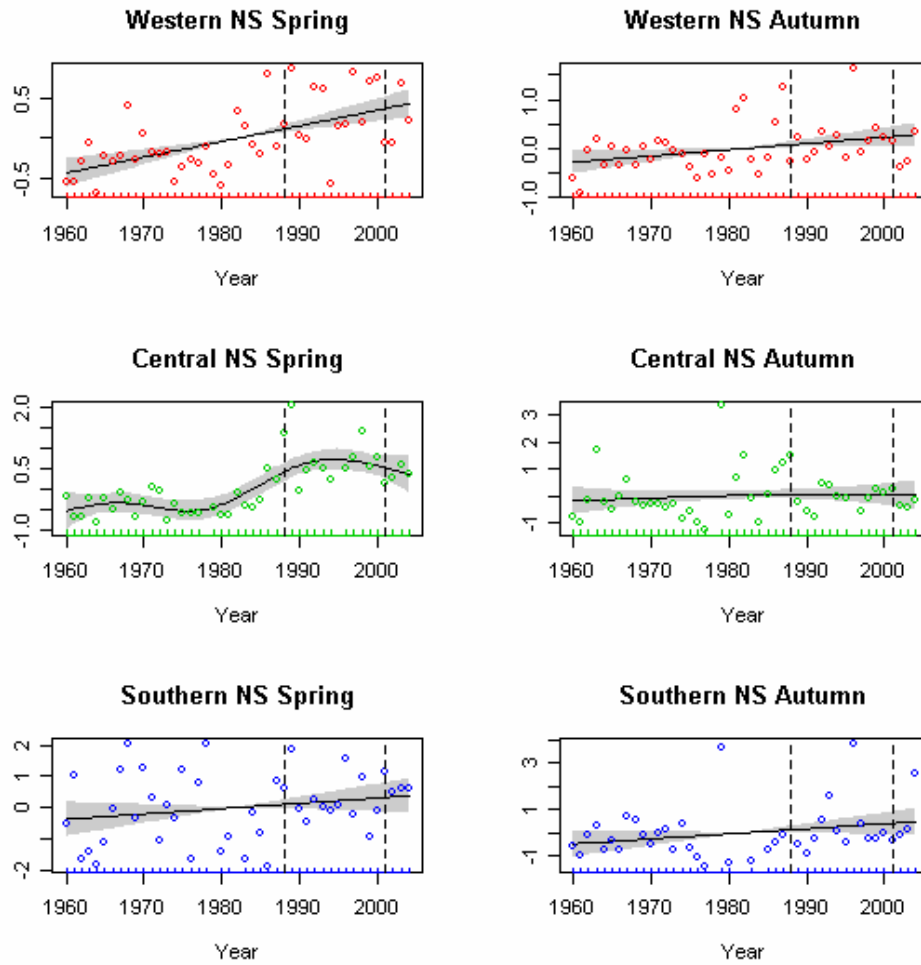 Western NS Spring
Western NS Autumn
0.5
-0.5
1.0
0.0
-1.0
1960 1970 1980 1990 2000
1960 1970 1980 1990 2000
Year
Year
Central NS Spring
Central NS Autumn
2.0
0.5
-1.0
3
2
1
-1
1960 1970 1980 1990 2000
1960 1970 1980 1990 2000
Year
Year
Southern NS Spring
Southern NS Autumn
2
1
0
-2
3
1
-1
1960 1970 1980 1990 2000
1960 1970 1980 1990 2000
Year
Year